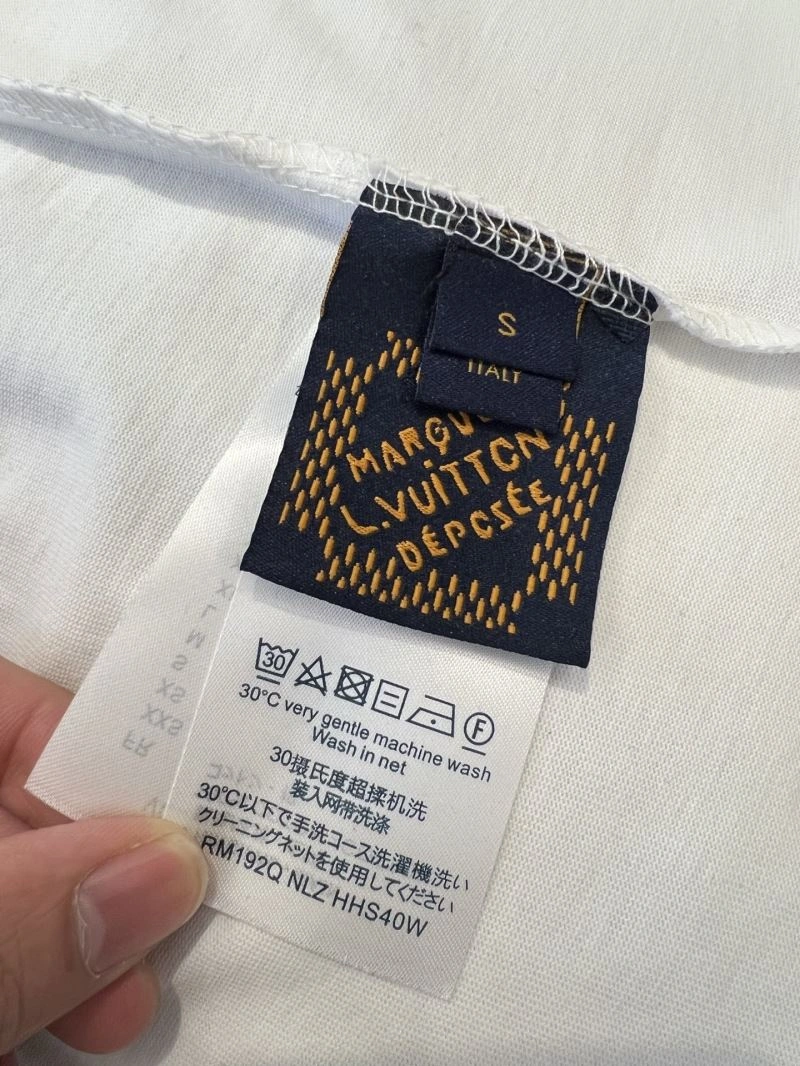 S
ITALY
L.VUITTON
DÉPOSÉE
30
F
30°C very gentle machine wash
Wash in net
30摄氏度超揉机洗
装入网带洗涤
30℃以下で手洗コース洗濯機洗い
クリーニングネットを使用してください
RM192Q NLZ HHS40W